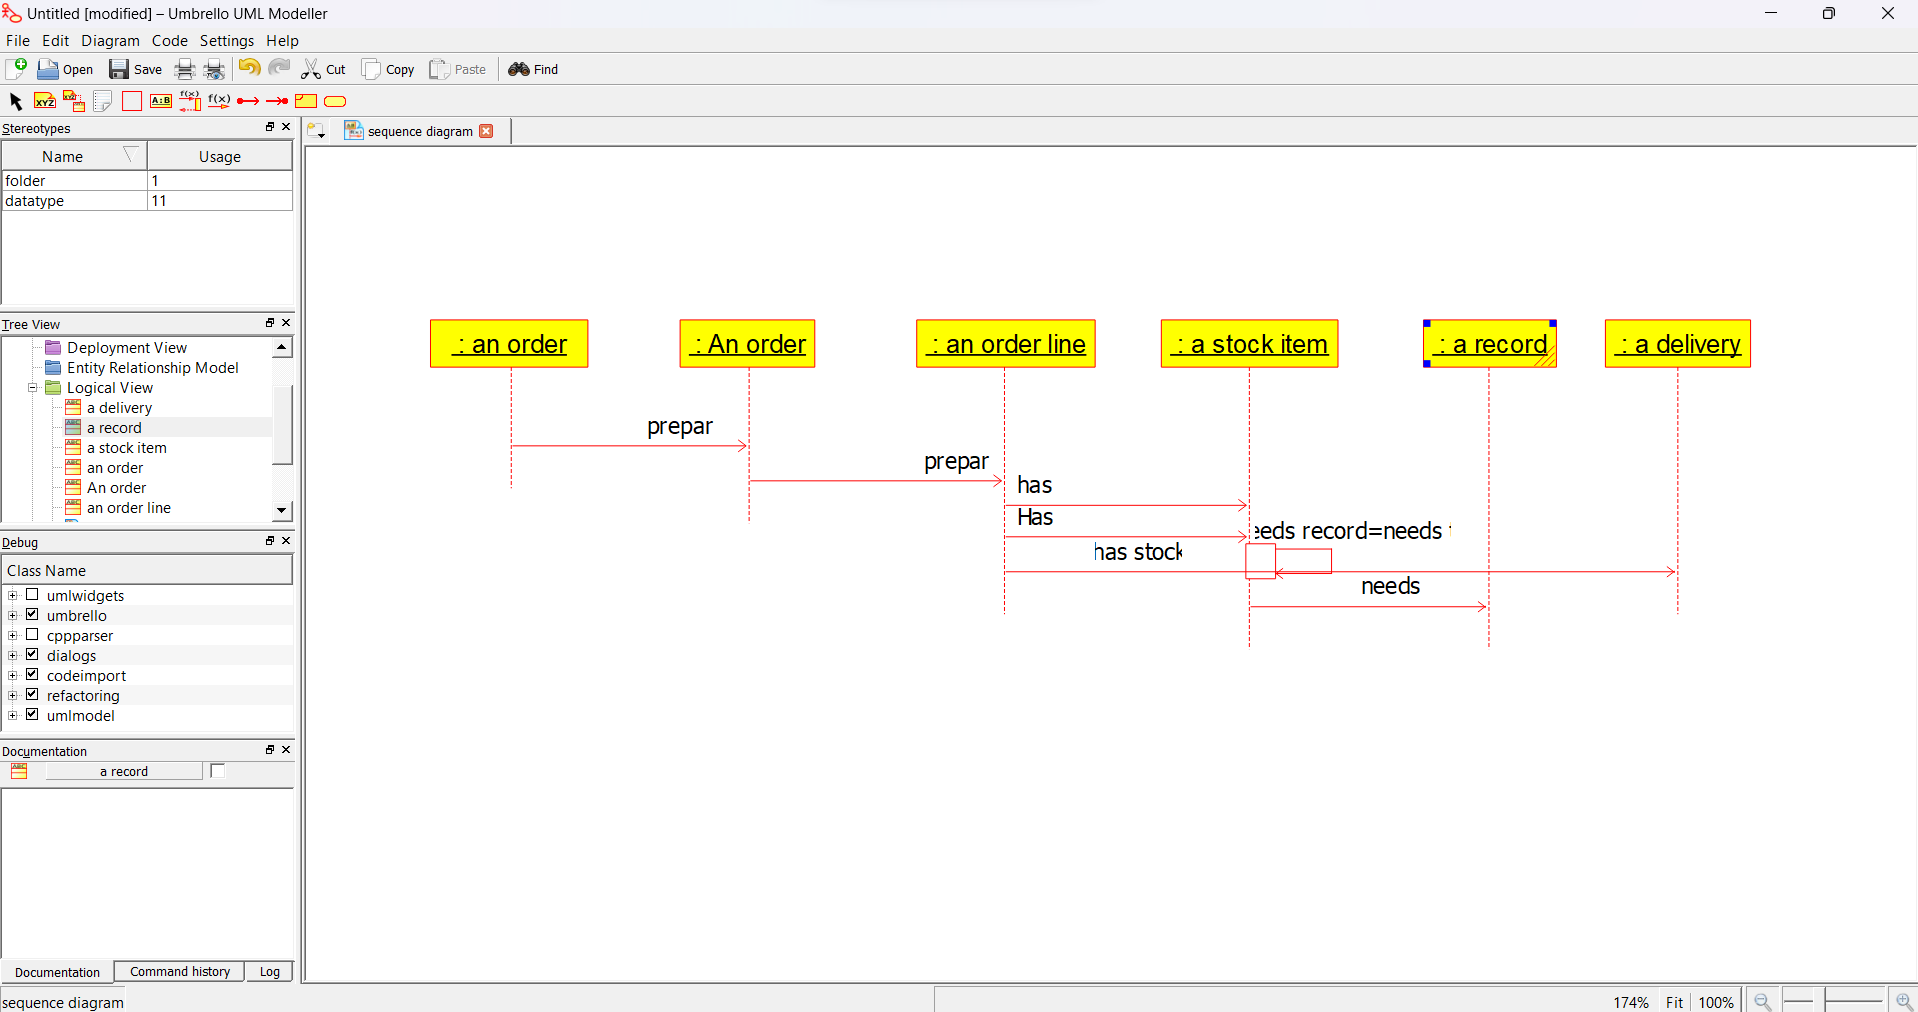 Untitled [modified] – Umbrello UML Modeller
File Edit Diagram Code Settings Help
Open Save Cut Copy Paste Find
XYZ XYZ A:B f(x) f(x)
Stereotypes
sequence diagram
Name Usage
folder 1
datatype 11
Tree View
Deployment View
Entity Relationship Model
Logical View
a delivery
a record
a stock item
an order
An order
an order line
: an order
: An order
: an order line
: a stock item
: a record
: a delivery
prepar
prepar
has
Has
eeds record=needs
has stock
needs
Debug
Class Name
umlwidgets
umbrello
cppparser
dialogs
codeimport
refactoring
umlmodel
Documentation
a record
Documentation Command history Log
sequence diagram
174% Fit 100%